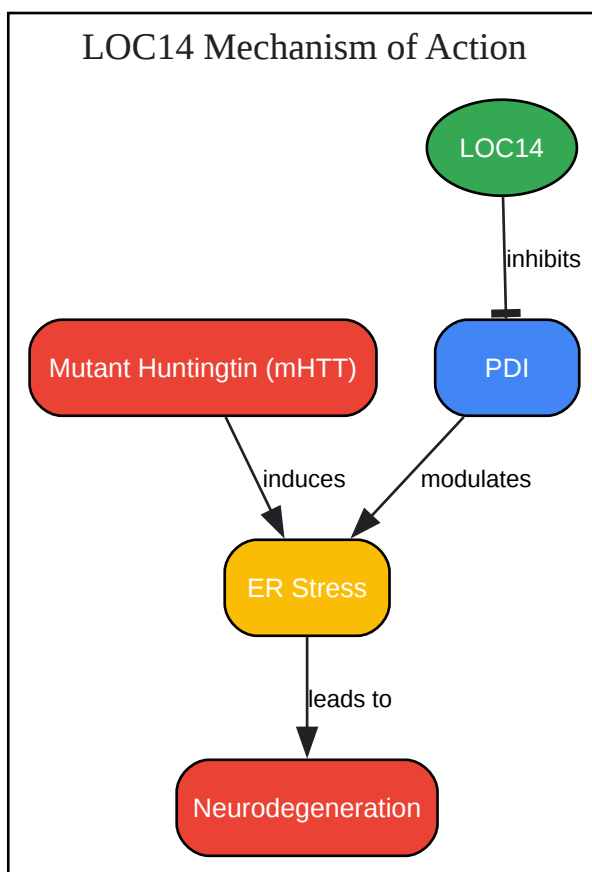 LOC14 Mechanism of Action
LOC14
inhibits
Mutant Huntingtin (mHTT)
PDI
induces
modulates
ER Stress
leads to
Neurodegeneration